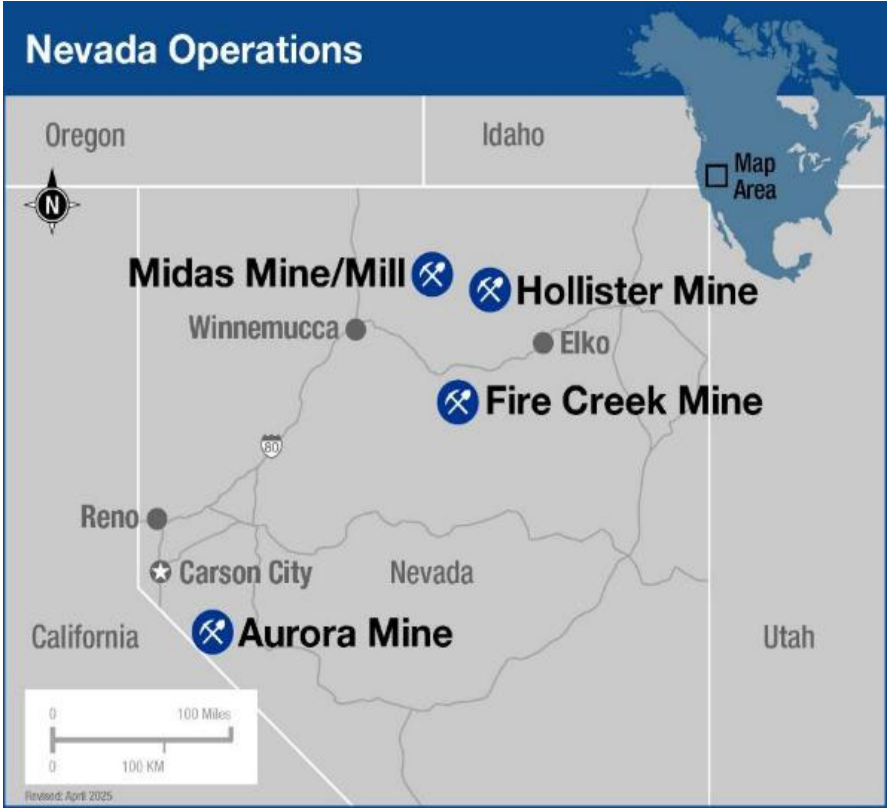 Nevada Operations
Oregon
Idaho
Map
Area
N
Midas Mine/Mill
Hollister Mine
Winnemucca
Elko
Fire Creek Mine
80
Reno
Carson City
Nevada
California
Aurora Mine
Utah
0 100 Miles
0 100 KM
Revised: April 2025